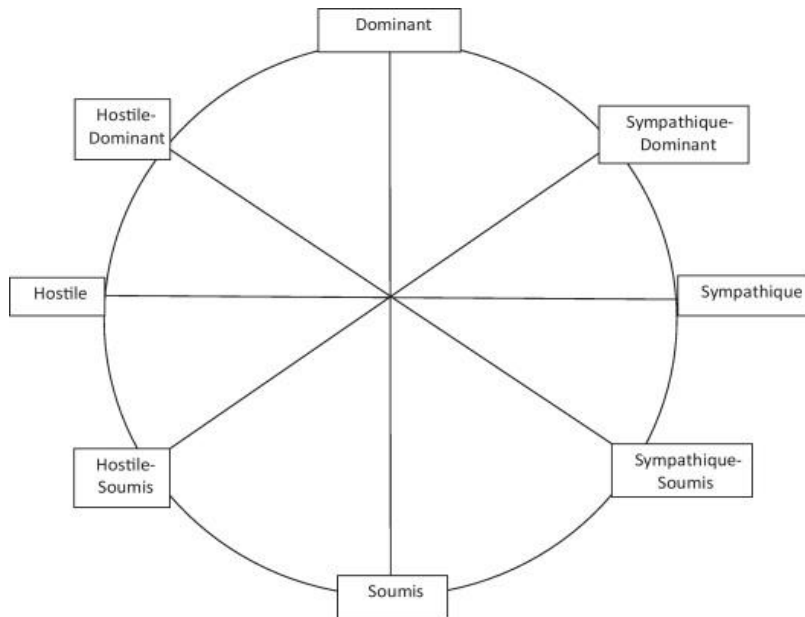 Dominant
Hostile-
Dominant
Sympathique-
Dominant
Hostile
Sympathique
Hostile-
Soumis
Sympathique-
Soumis
Soumis